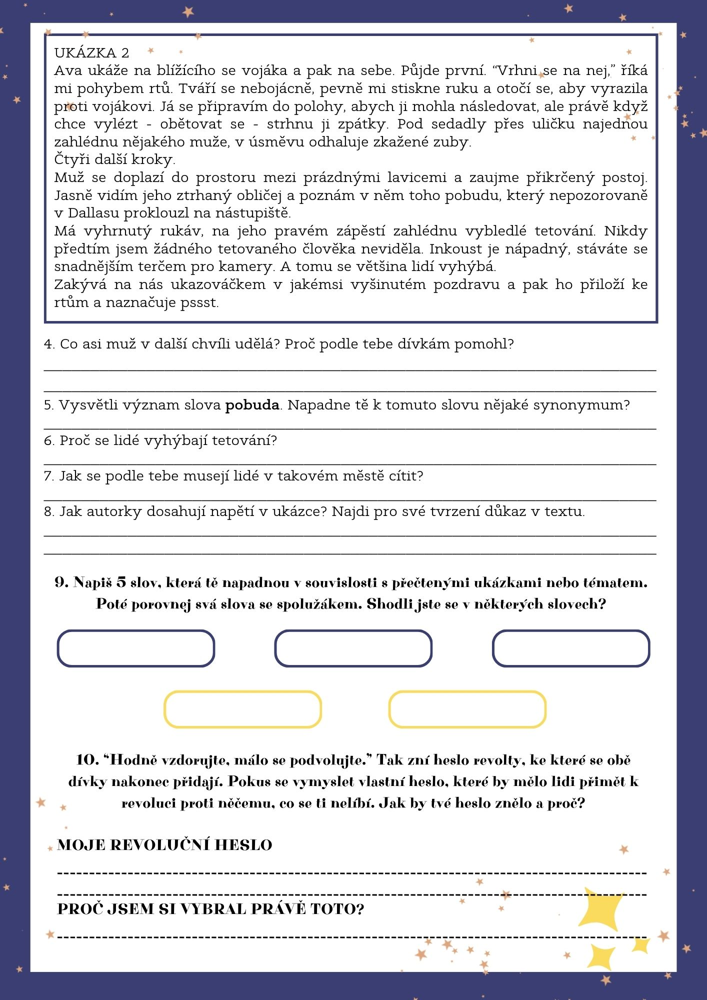 UKÁZKA 2
Ava ukáže na blížícího se vojáka a pak na sebe. Půjde první. “Vrhni se na nej,” říká
mi pohybem rtů. Tváří se nebojácně, pevně mi stiskne ruku a otočí se, aby vyrazila
proti vojákovi. Já se připravím do polohy, abych ji mohla následovat, ale právě když
chce vylézt - obětovat se - strhnu ji zpátky. Pod sedadly přes uličku najednou
zahlédnu nějakého muže, v úsměvu odhaluje zkažené zuby.
Čtyři další kroky.
Muž se doplazí do prostoru mezi prázdnými lavicemi a zaujme přikrčený postoj.
Jasně vidím jeho ztrhaný obličej a poznám v něm toho pobudu, který nepozorovaně
v Dallasu proklouzl na nástupiště.
Má vyhrnutý rukáv, na jeho pravém zápěstí zahlédnu vybledlé tetování. Nikdy
předtím jsem žádného tetovaného člověka neviděla. Inkoust je nápadný, stáváte se
snadnějším terčem pro kamery. A tomu se většina lidí vyhýbá.
Zakývá na nás ukazováčkem v jakémsi vyšinutém pozdravu a pak ho přiloží ke
rtům a naznačuje pssst.
4. Co asi muž v další chvíli udělá? Proč podle tebe dívkám pomohl?
5. Vysvětli význam slova pobuda. Napadne tě k tomuto slovu nějaké synonymum?
6. Proč se lidé vyhýbají tetování?
7. Jak se podle tebe musejí lidé v takovém městě cítit?
8. Jak autorky dosahují napětí v ukázce? Najdi pro své tvrzení důkaz v textu.
9. Napiš 5 slov, která tě napadnou v souvislosti s přečtenými ukázkami nebo tématem.
Poté porovnej svá slova se spolužákem. Shodli jste se v některých slovech?
10. “Hodně vzdorujte, málo se podvolujte.” Tak zní heslo revolty, ke které se obě
dívky nakonec přidají. Pokus se vymyslet vlastní heslo, které by mělo lidi přimět k
revoluci proti něčemu, co se ti nelíbí. Jak by tvé heslo znělo a proč?
MOJE REVOLUČNÍ HESLO
PROČ JSEM SI VYBRAL PRÁVĚ TOTO?